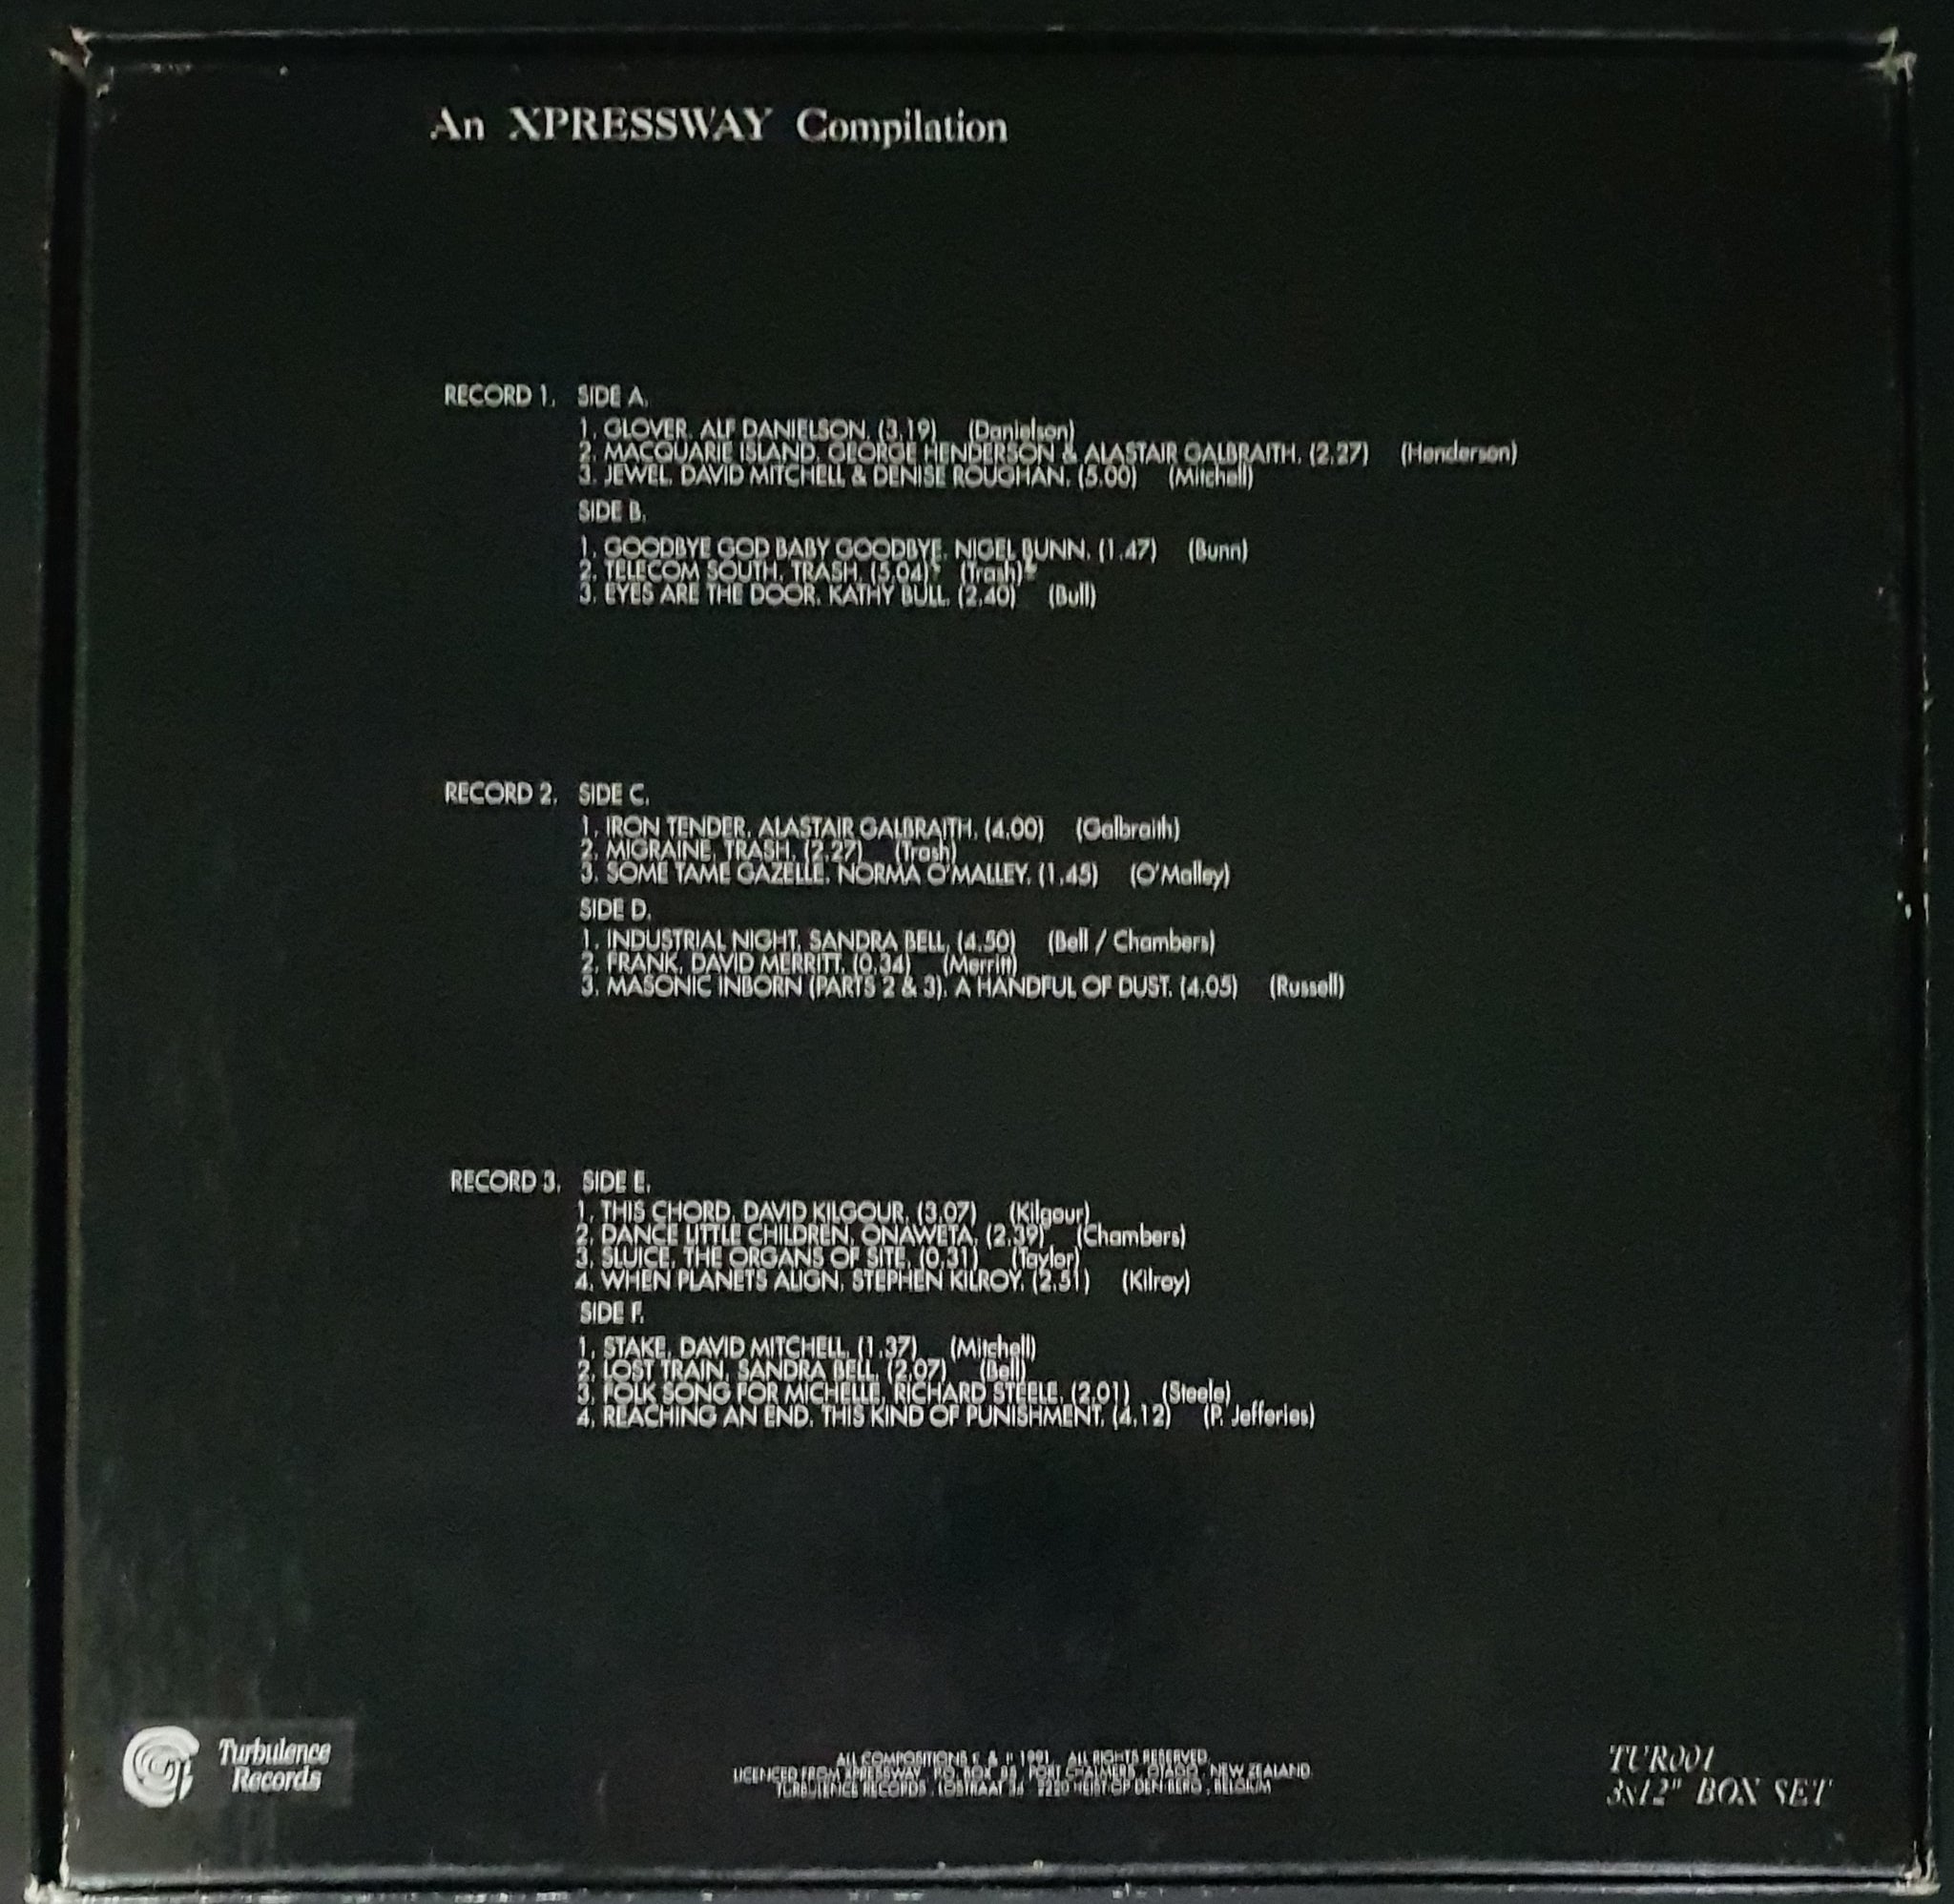 An XPRESSWAY Compilation
RECORD 1. SIDE A.
1. GLOVER. ALF DANIELSON. (3.19) (Danielson)
2. MACQUARIE ISLAND. GEORGE HENDERSON & ALASTAIR GALBRAITH. (2.27) (Henderson)
3. JEWEL. DAVID MITCHELL & DENISE ROUGHAN. (5.00) (Mitchell)
SIDE B.
1. GOODBYE GOD BABY GOODBYE. NIGEL BUNN. (1.47) (Bunn)
2. TELECOM SOUTH. TRASH. (5.04) (Trash)
3. EYES ARE THE DOOR. KATHY BULL. (2.40) (Bull)
RECORD 2. SIDE C.
1. IRON TENDER. ALASTAIR GALBRAITH. (4.00) (Galbraith)
2. MIGRAINE. TRASH. (2.27) (Trash)
3. SOME TAME GAZELLE. NORMA O'MALLEY. (1.45) (O'Malley)
SIDE D.
1. INDUSTRIAL NIGHT. SANDRA BELL. (4.50) (Bell / Chambers)
2. FRANK. DAVID MERRITT. (0.34) (Merritt)
3. MASONIC INBORN (PARTS 2 & 3). A HANDFUL OF DUST. (4.05) (Russell)
RECORD 3. SIDE E.
1. THIS CHORD. DAVID KILGOUR. (3.07) (Kilgour)
2. DANCE LITTLE CHILDREN. ONAWETA. (2.39) (Chambers)
3. SLUICE. THE ORGANS OF SITE. (0.31) (Taylor)
4. WHEN PLANETS ALIGN. STEPHEN KILROY. (2.51) (Kilroy)
SIDE F.
1. STAKE. DAVID MITCHELL. (1.37) (Mitchell)
2. LOST TRAIN. SANDRA BELL. (2.07) (Bell)
3. FOLK SONG FOR MICHELLE. RICHARD STEELE. (2.01) (Steele)
4. REACHING AN END. THIS KIND OF PUNISHMENT. (4.12) (P. Jefferies)
Turbulence
Records
ALL COMPOSITIONS & 1991. ALL RIGHTS RESERVED.
LICENCED FROM XPRESSWAY, P.O. BOX PORT CHALMERS, OTAGO, NEW ZEALAND.
TURBULENCE RECORDS, 2220 HEIST OP DEN BERG, BELGIUM
TUR001
3x12" BOX SET